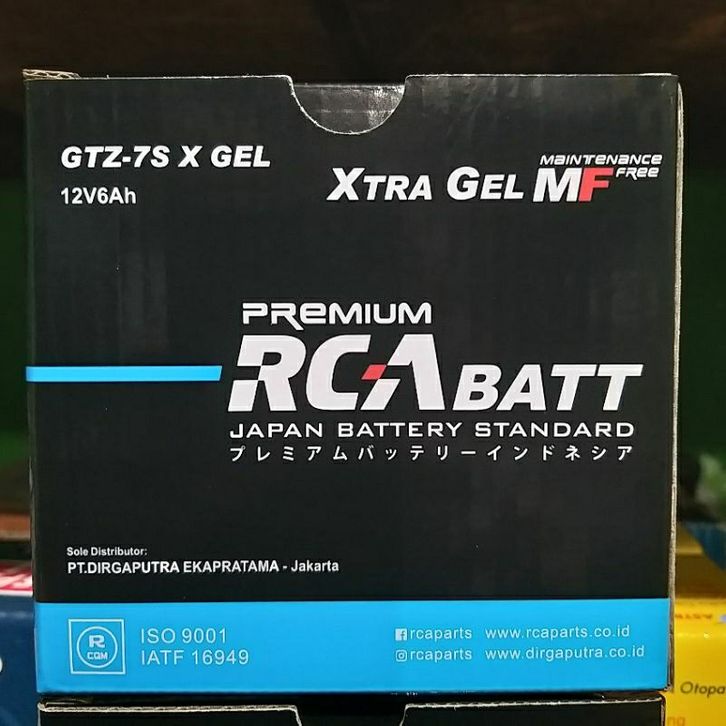 GTZ-7S X GEL
12V6Ah
XTRA GEL MF MAINTENANCE FREE
PREMIUM
RCA BATT
JAPAN BATTERY STANDARD
プレミアムバッテリーインドネシア
Sole Distributor:
PT.DIRGAPUTRA EKAPRATAMA - Jakarta
R
CQM
ISO 9001
IATF 16949
rcaparts www.rcaparts.co.id
rcaparts www.dirgaputra.co.id
Otopa